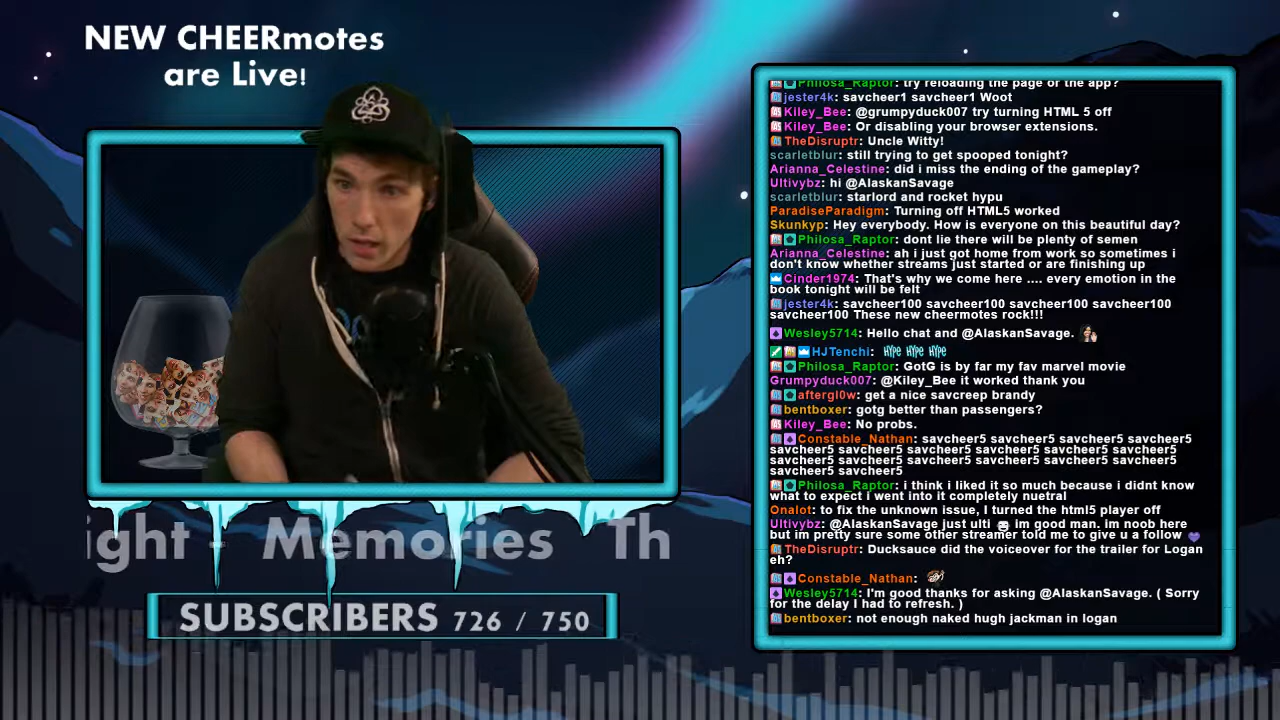 NEW CHEERmotes
are Live!
Philosa_Raptor: try reloading the page or the app?
jester4k: savcheer1 savcheer1 Woot
Kiley_Bee: @grumpyduck007 try turning HTML 5 off
Kiley_Bee: Or disabling your browser extensions.
TheDisruptr: Uncle Witty!
scarletblur: still trying to get spooped tonight?
Arianna_Celestine: did i miss the ending of the gameplay?
Ultivybz: hi @AlaskanSavage
scarletblur: starlord and rocket hypu
ParadiseParadigm: Turning off HTML5 worked
Skunkyp: Hey everybody. How is everyone on this beautiful day?
Philosa_Raptor: dont lie there will be plenty of semen
Arianna_Celestine: ah i just got home from work so sometimes i
don't know whether streams just started or are finishing up
Cinder1974: That's why we come here .... every emotion in the
book tonight will be felt
jester4k: savcheer100 savcheer100 savcheer100 savcheer100
savcheer100 These new cheermotes rock!!!
Wesley5714: Hello chat and @AlaskanSavage.
HJTenchi: HYPE HYPE HYPE
Philosa_Raptor: GotG is by far my fav marvel movie
Grumpyduck007: @Kiley_Bee it worked thank you
aftergl0w: get a nice savcreep brandy
bentboxer: gotg better than passengers?
Kiley_Bee: No probs.
Constable_Nathan: savcheer5 savcheer5 savcheer5 savcheer5
savcheer5 savcheer5 savcheer5 savcheer5 savcheer5 savcheer5
savcheer5 savcheer5 savcheer5 savcheer5 savcheer5 savcheer5
savcheer5 savcheer5
Philosa_Raptor: i think i liked it so much because i didnt know
what to expect i went into it completely nuetral
Onalot: to fix the unknown issue, I turned the html5 player off
Ultivybz: @AlaskanSavage just ulti im good man. im noob here
but im pretty sure some other streamer told me to give u a follow
TheDisruptr: Ducksauce did the voiceover for the trailer for Logan
eh?
Constable_Nathan:
Wesley5714: I'm good thanks for asking @AlaskanSavage. ( Sorry
for the delay I had to refresh. )
bentboxer: not enough naked hugh jackman in logan
ight - Memories Th
SUBSCRIBERS 726 / 750